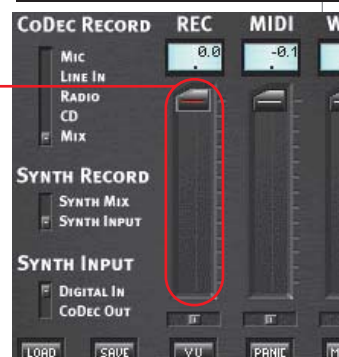 CODEC RECORD REC MIDI
0.0 -0.1
MIC
LINE IN
RADIO
CD
MIX
SYNTH RECORD
SYNTH MIX
SYNTH INPUT
SYNTH INPUT
DIGITAL IN
CODEC OUT
LOAD SAVE VU PANIC